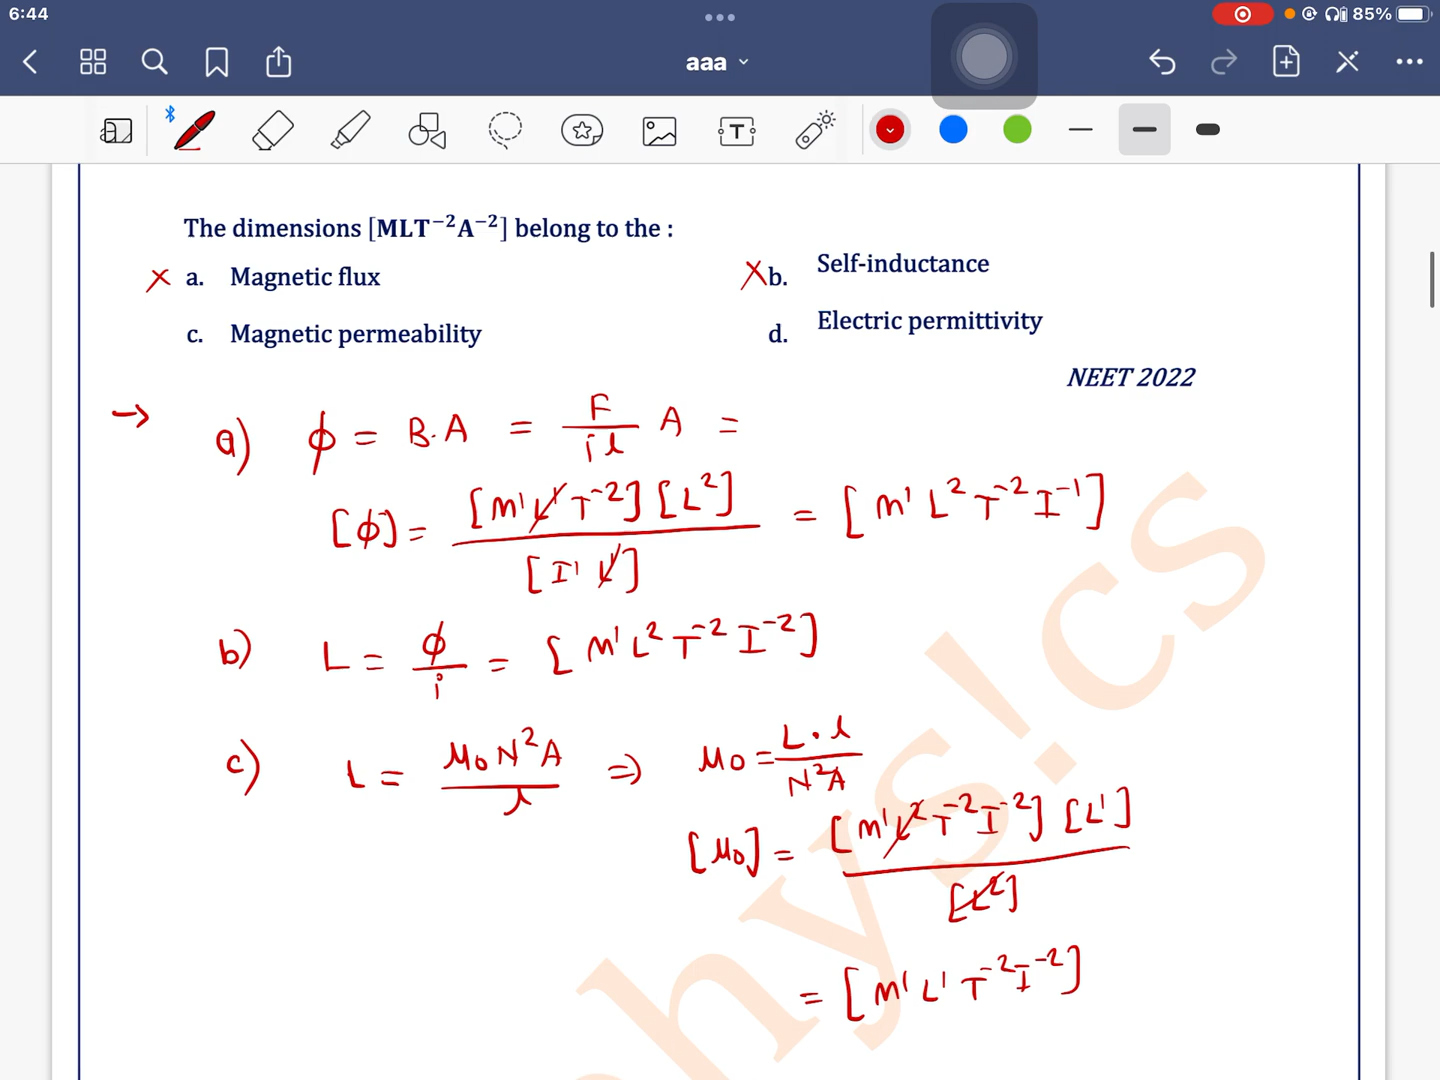 6:44
85%
aaa
The dimensions [MLT⁻²A⁻²] belong to the :
× a. Magnetic flux
× b. Self-inductance
c. Magnetic permeability
d. Electric permittivity
NEET 2022
→ a) ϕ = B.A = F/(i l) A =
[ϕ] = [M¹L¹T⁻²][L²]/[I¹L¹] = [M¹L²T⁻²I⁻¹]
b) L = ϕ/i = [M¹L²T⁻²I⁻²]
c) L = μ₀N²A/l ⇒ μ₀ = L.l/N²A
[μ₀] = [M¹L²T⁻²I⁻²][L¹]/[L²]
= [M¹L¹T⁻²I⁻²]
hys!cs